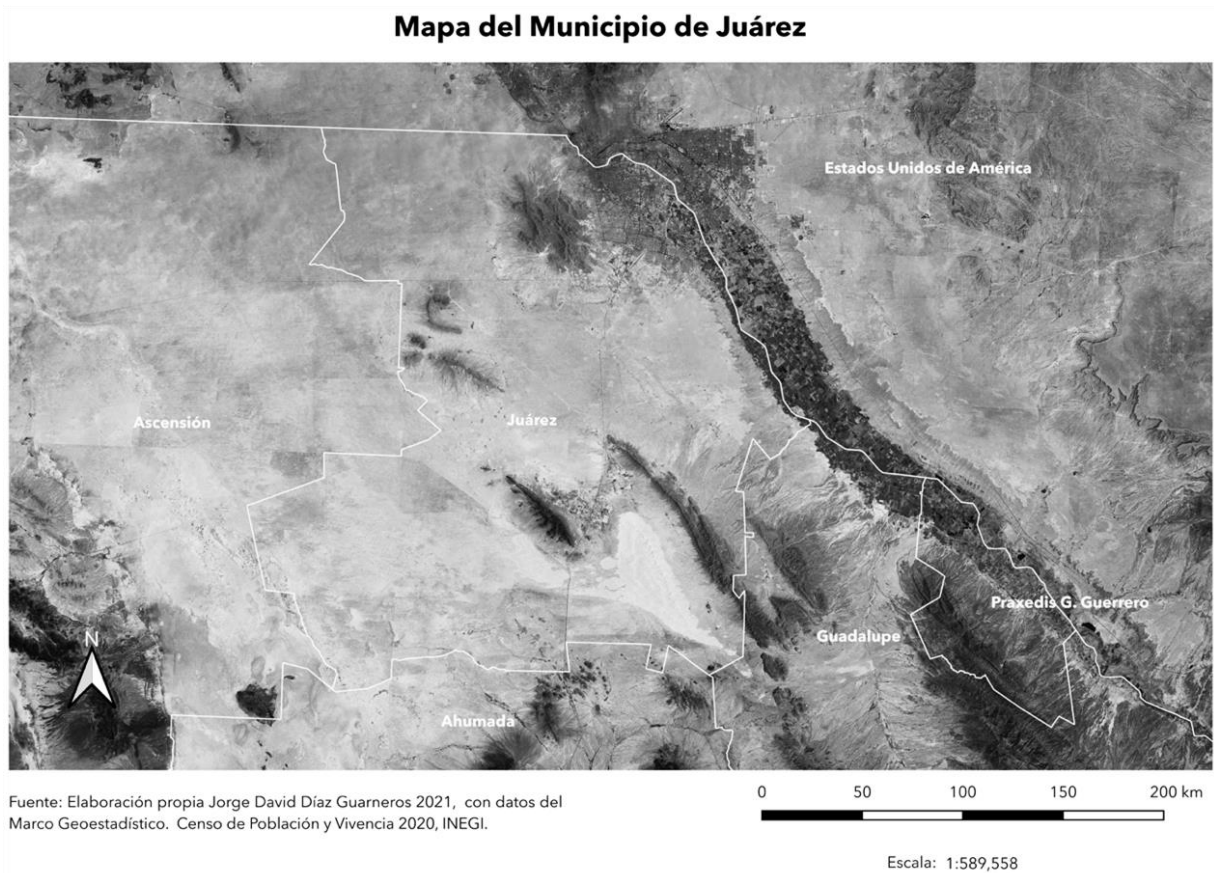 Mapa del Municipio de Juárez
Estados Unidos de América
Ascensión
Juárez
Praxedis G. Guerrero
Guadalupe
N
Ahumada
Fuente: Elaboración propia Jorge David Díaz Guarneros 2021, con datos del
Marco Geoestadístico. Censo de Población y Vivencia 2020, INEGI.
0 50 100 150 200 km
Escala: 1:589,558